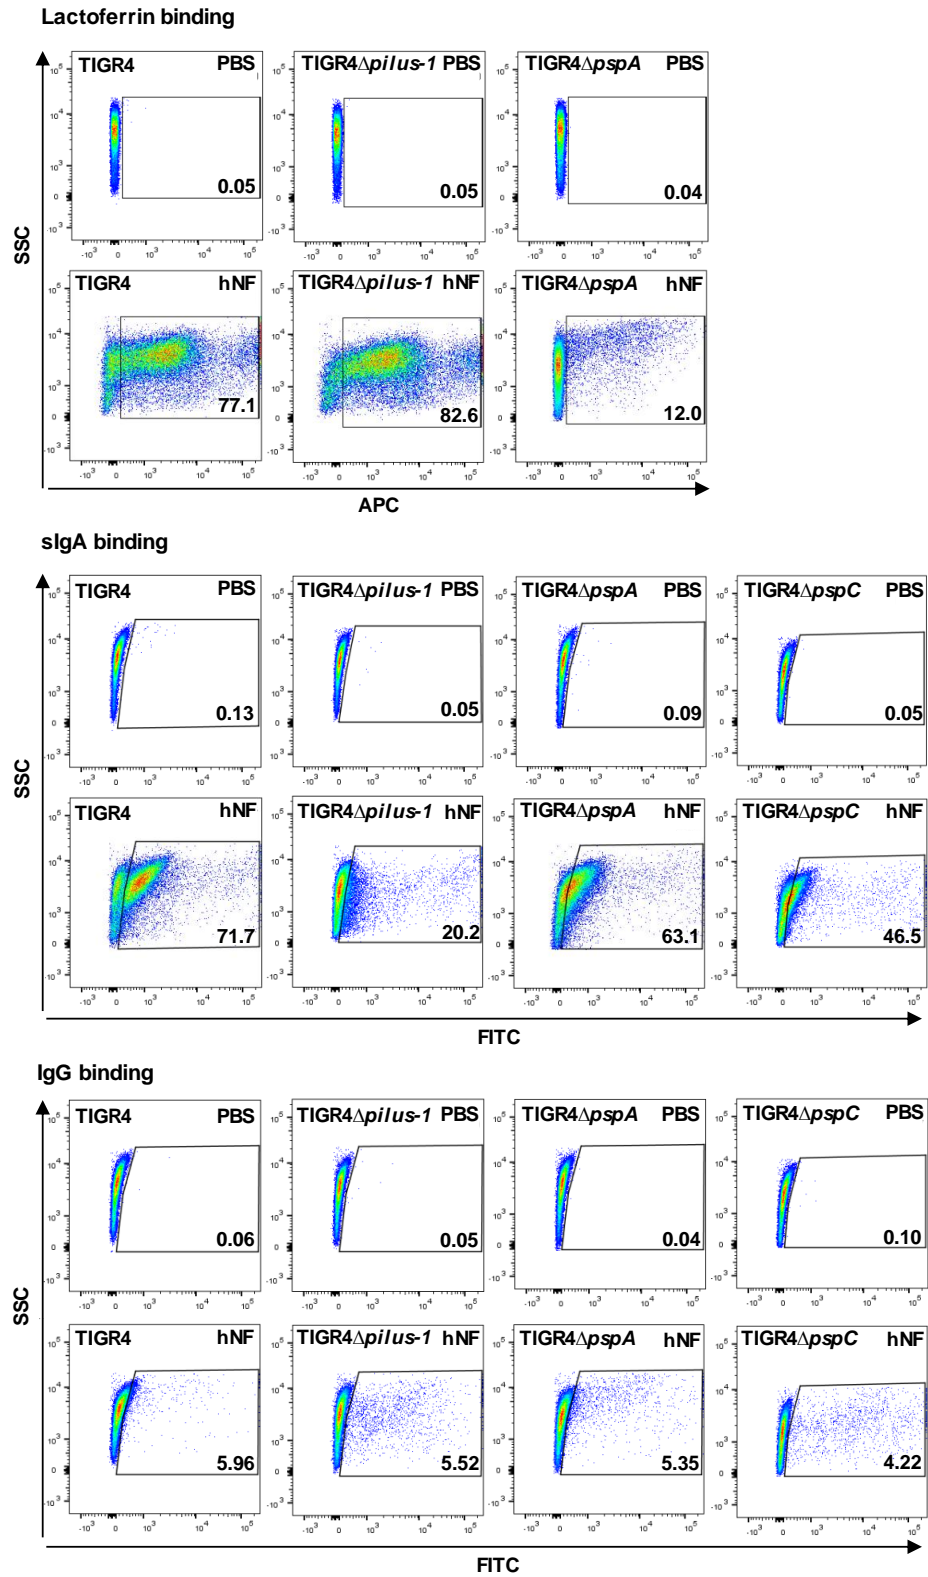 Lactoferrin binding
TIGR4 PBS
TIGR4Δpilus-1 PBS
TIGR4ΔpspA PBS
0.05
0.05
0.04
TIGR4 hNF
TIGR4Δpilus-1 hNF
TIGR4ΔpspA hNF
77.1
82.6
12.0
SSC
APC
sIgA binding
TIGR4 PBS
TIGR4Δpilus-1 PBS
TIGR4ΔpspA PBS
TIGR4ΔpspC PBS
0.13
0.05
0.09
0.05
TIGR4 hNF
TIGR4Δpilus-1 hNF
TIGR4ΔpspA hNF
TIGR4ΔpspC hNF
71.7
20.2
63.1
46.5
SSC
FITC
IgG binding
TIGR4 PBS
TIGR4Δpilus-1 PBS
TIGR4ΔpspA PBS
TIGR4ΔpspC PBS
0.06
0.05
0.04
0.10
TIGR4 hNF
TIGR4Δpilus-1 hNF
TIGR4ΔpspA hNF
TIGR4ΔpspC hNF
5.96
5.52
5.35
4.22
SSC
FITC